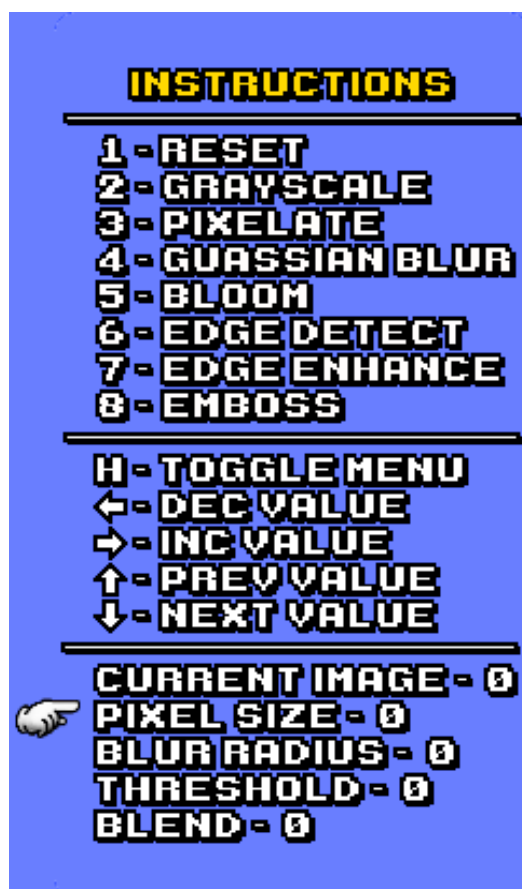 INSTRUCTIONS
1 - RESET
2 - GRAYSCALE
3 - PIXELATE
4 - GUASSIAN BLUR
5 - BLOOM
6 - EDGE DETECT
7 - EDGE ENHANCE
8 - EMBOSS
H - TOGGLE MENU
← - DEC VALUE
→ - INC VALUE
↑ - PREV VALUE
↓ - NEXT VALUE
CURRENT IMAGE - 0
PIXEL SIZE - 0
BLUR RADIUS - 0
THRESHOLD - 0
BLEND - 0